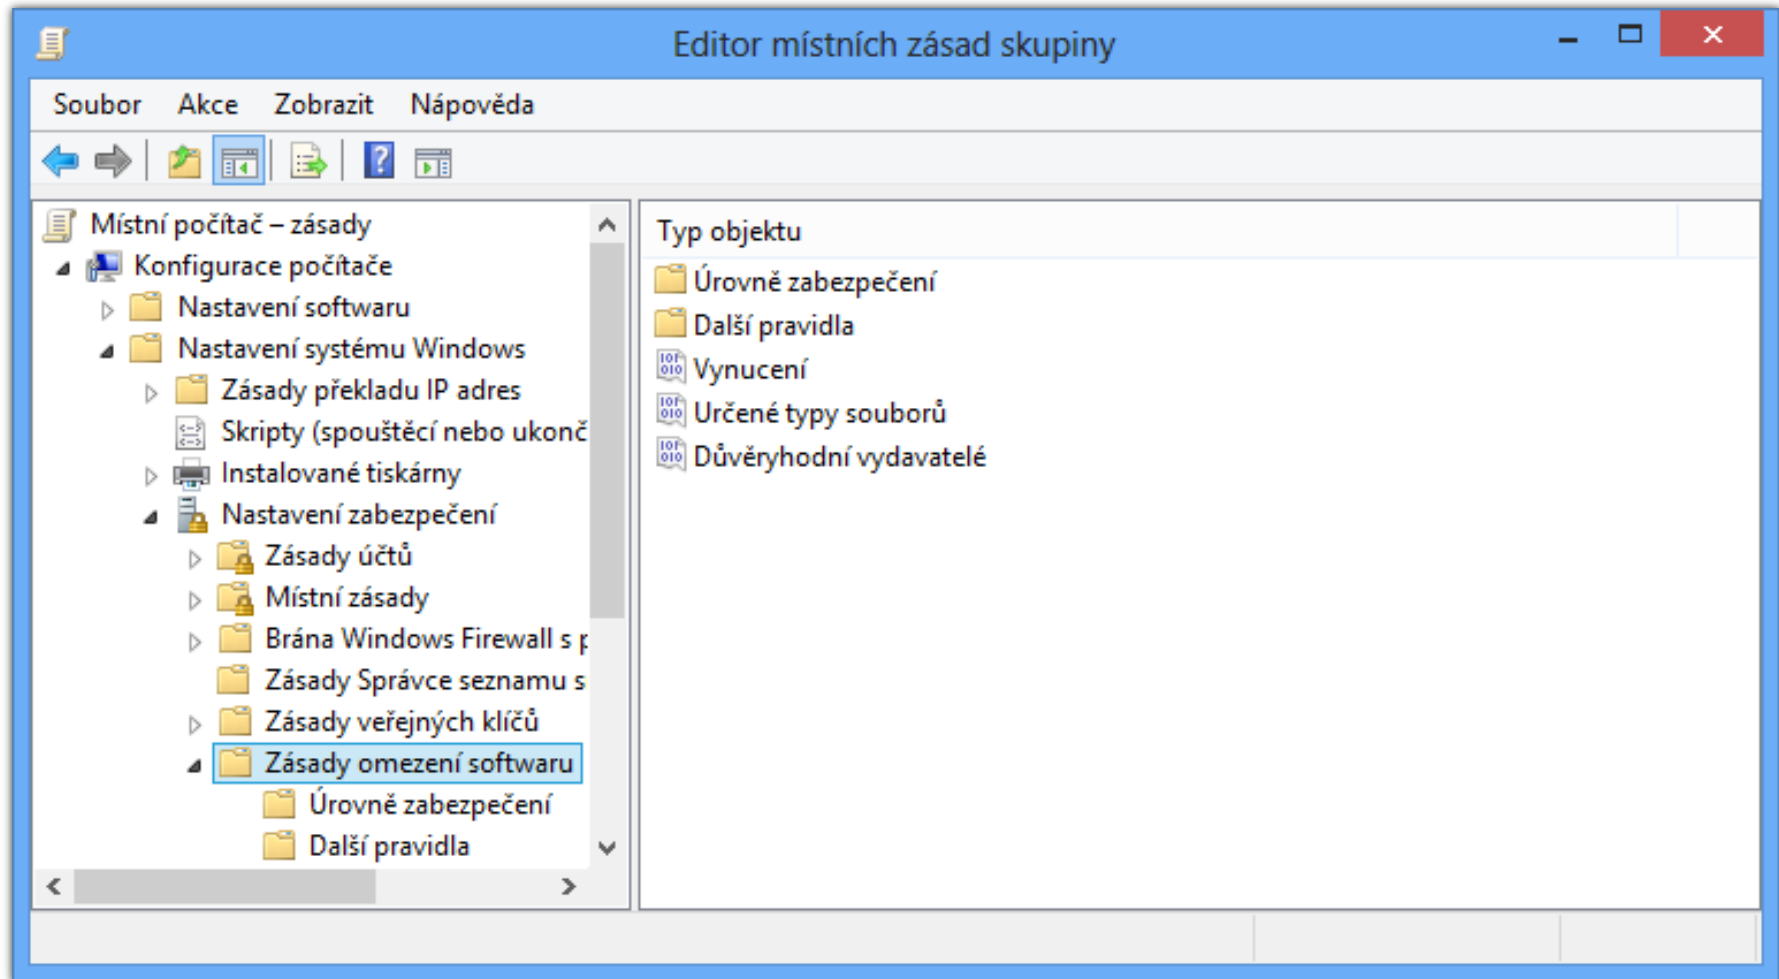 Editor místních zásad skupiny
Soubor Akce Zobrazit Nápověda
Místní počítač – zásady
Konfigurace počítače
Nastavení softwaru
Nastavení systému Windows
Zásady překladu IP adres
Skripty (spouštěcí nebo ukonč
Instalované tiskárny
Nastavení zabezpečení
Zásady účtů
Místní zásady
Brána Windows Firewall s p
Zásady Správce seznamu s
Zásady veřejných klíčů
Zásady omezení softwaru
Úrovně zabezpečení
Další pravidla
Typ objektu
Úrovně zabezpečení
Další pravidla
Vynucení
Určené typy souborů
Důvěryhodní vydavatelé